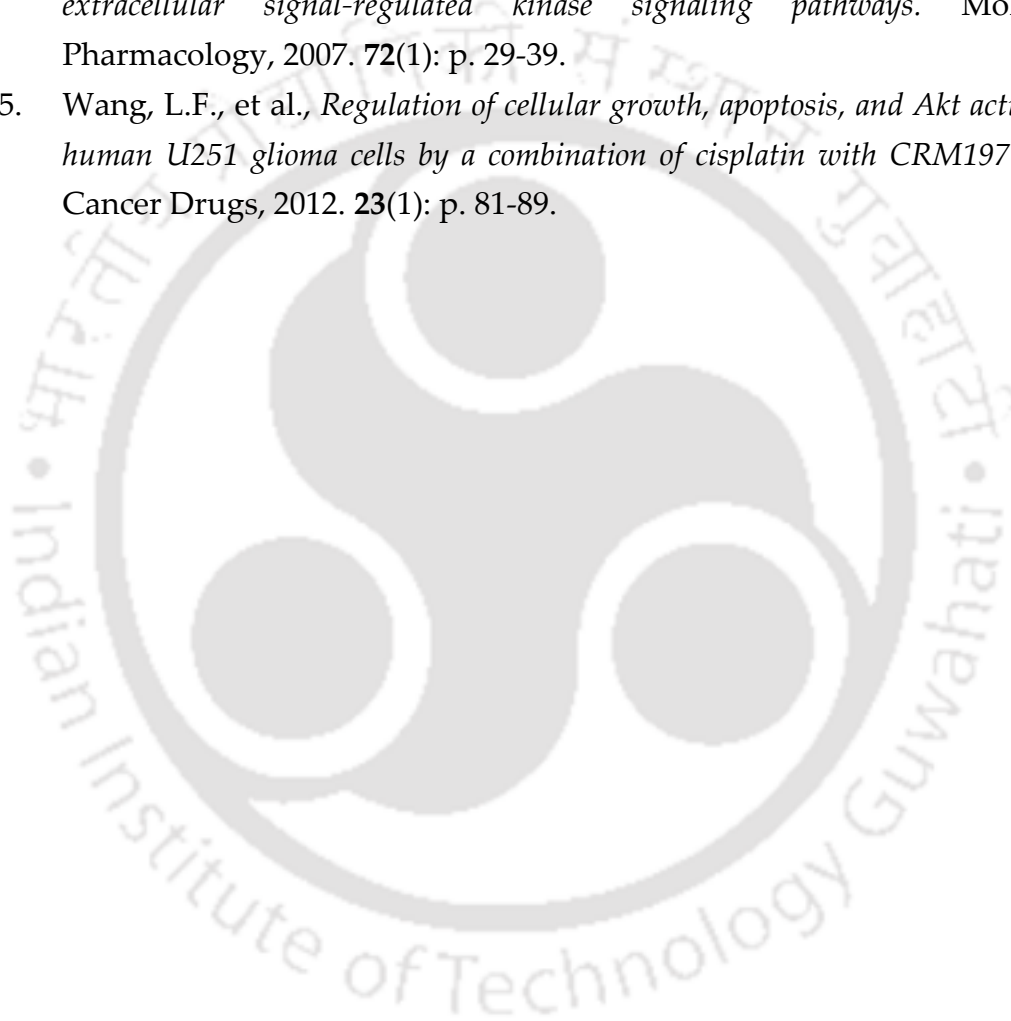 extracellular signal-regulated kinase signaling pathways.
Pharmacology, 2007. 72(1): p. 29-39.
5. Wang, L.F., et al., Regulation of cellular growth, apoptosis, and Akt
human U251 glioma cells by a combination of cisplatin with CRM197
Cancer Drugs, 2012. 23(1): p. 81-89.
Indian Institute of Technology Guwahati